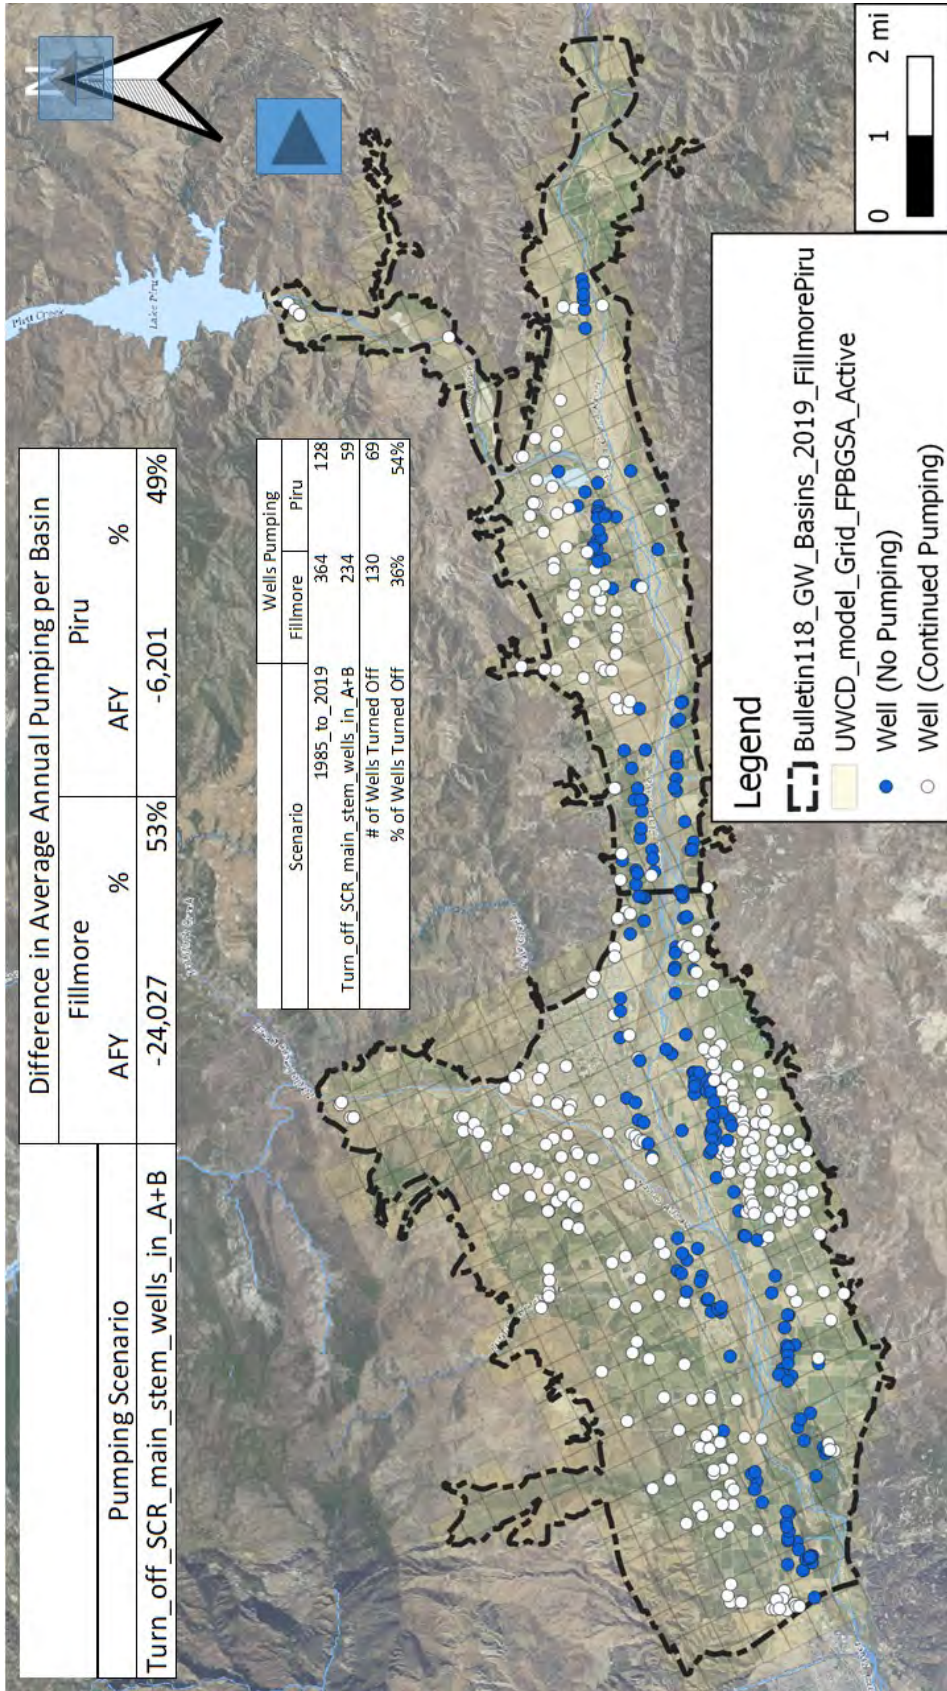 Difference in Average Annual Pumping per Basin
Pumping Scenario Fillmore Piru
AFY % AFY %
Turn_off_SCR_main_stem_wells_in_A+B -24,027 53% -6,201 49%
Scenario Wells Pumping
Fillmore Piru
1985_to_2019 364 128
Turn_off_SCR_main_stem_wells_in_A+B 234 59
# of Wells Turned Off 130 69
% of Wells Turned Off 36% 54%
N
Piru Creek
Lake Piru
Legend
Bulletin118_GW_Basins_2019_FillmorePiru
UWCD_model_Grid_FPBGSA_Active
Well (No Pumping)
Well (Continued Pumping)
0 1 2 mi